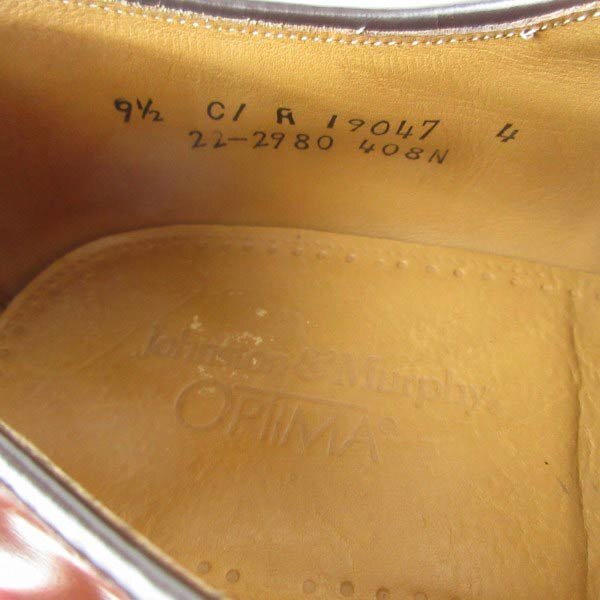 9½ C/A 19047 4
22-2980 408N
Johnston & Murphy®
OPTIMA®